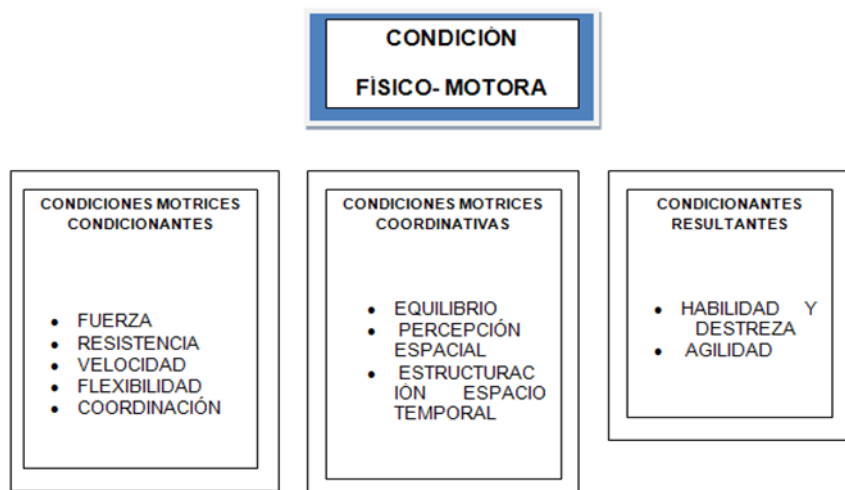 CONDICIÓN
FÌSICO- MOTORA
CONDICIONES MOTRICES
CONDICIONANTES
• FUERZA
• RESISTENCIA
• VELOCIDAD
• FLEXIBILIDAD
• COORDINACIÓN
CONDICIONES MOTRICES
COORDINATIVAS
• EQUILIBRIO
• PERCEPCIÓN
ESPACIAL
• ESTRUCTURAC
IÓN ESPACIO
TEMPORAL
CONDICIONANTES
RESULTANTES
• HABILIDAD Y
DESTREZA
• AGILIDAD